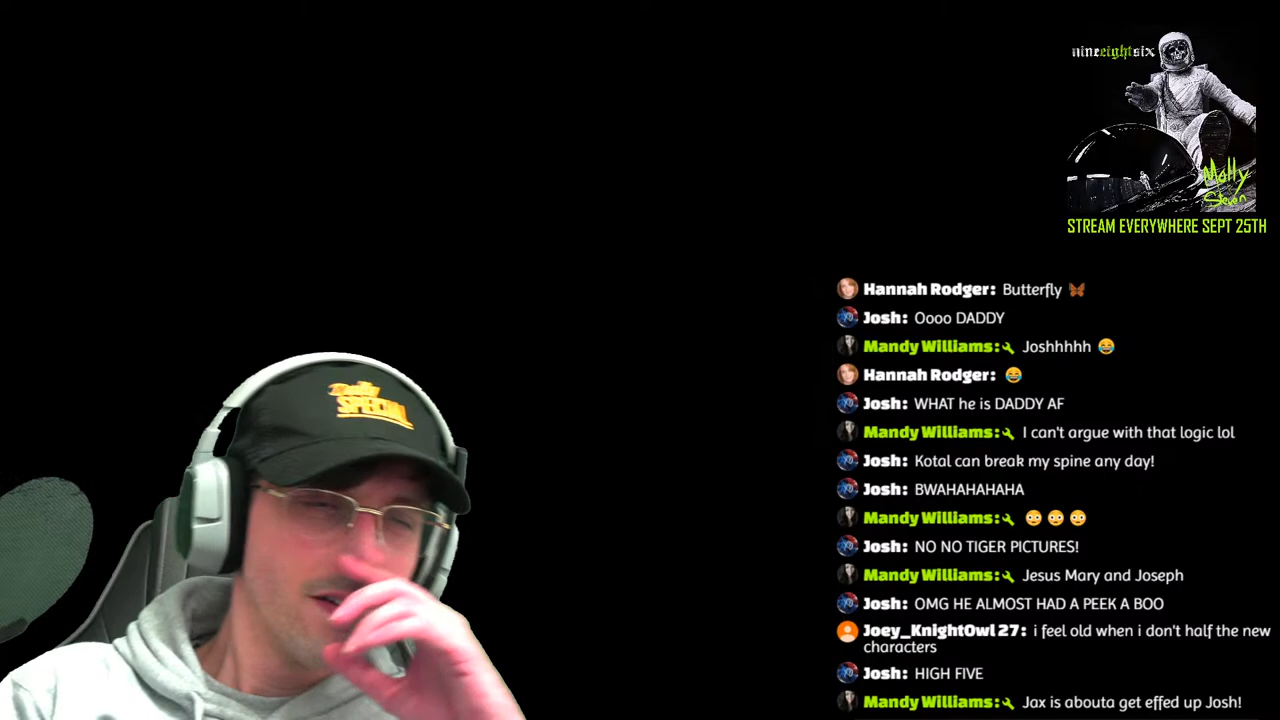 nineeightsix
Molly
Steven
STREAM EVERYWHERE SEPT 25TH
Hannah Rodger: Butterfly 🦋
Josh: Oooo DADDY
Mandy Williams: Joshhhhh 😂
Hannah Rodger: 😂
Josh: WHAT he is DADDY AF
Mandy Williams: I can't argue with that logic lol
Josh: Kotal can break my spine any day!
Josh: BWAHAHAHAHA
Mandy Williams: 😳 😳 😳
Josh: NO NO TIGER PICTURES!
Mandy Williams: Jesus Mary and Joseph
Josh: OMG HE ALMOST HAD A PEEK A BOO
Joey_KnightOwl 27: i feel old when i don't half the new
characters
Josh: HIGH FIVE
Mandy Williams: Jax is abouta get effed up Josh!
SPECIAL